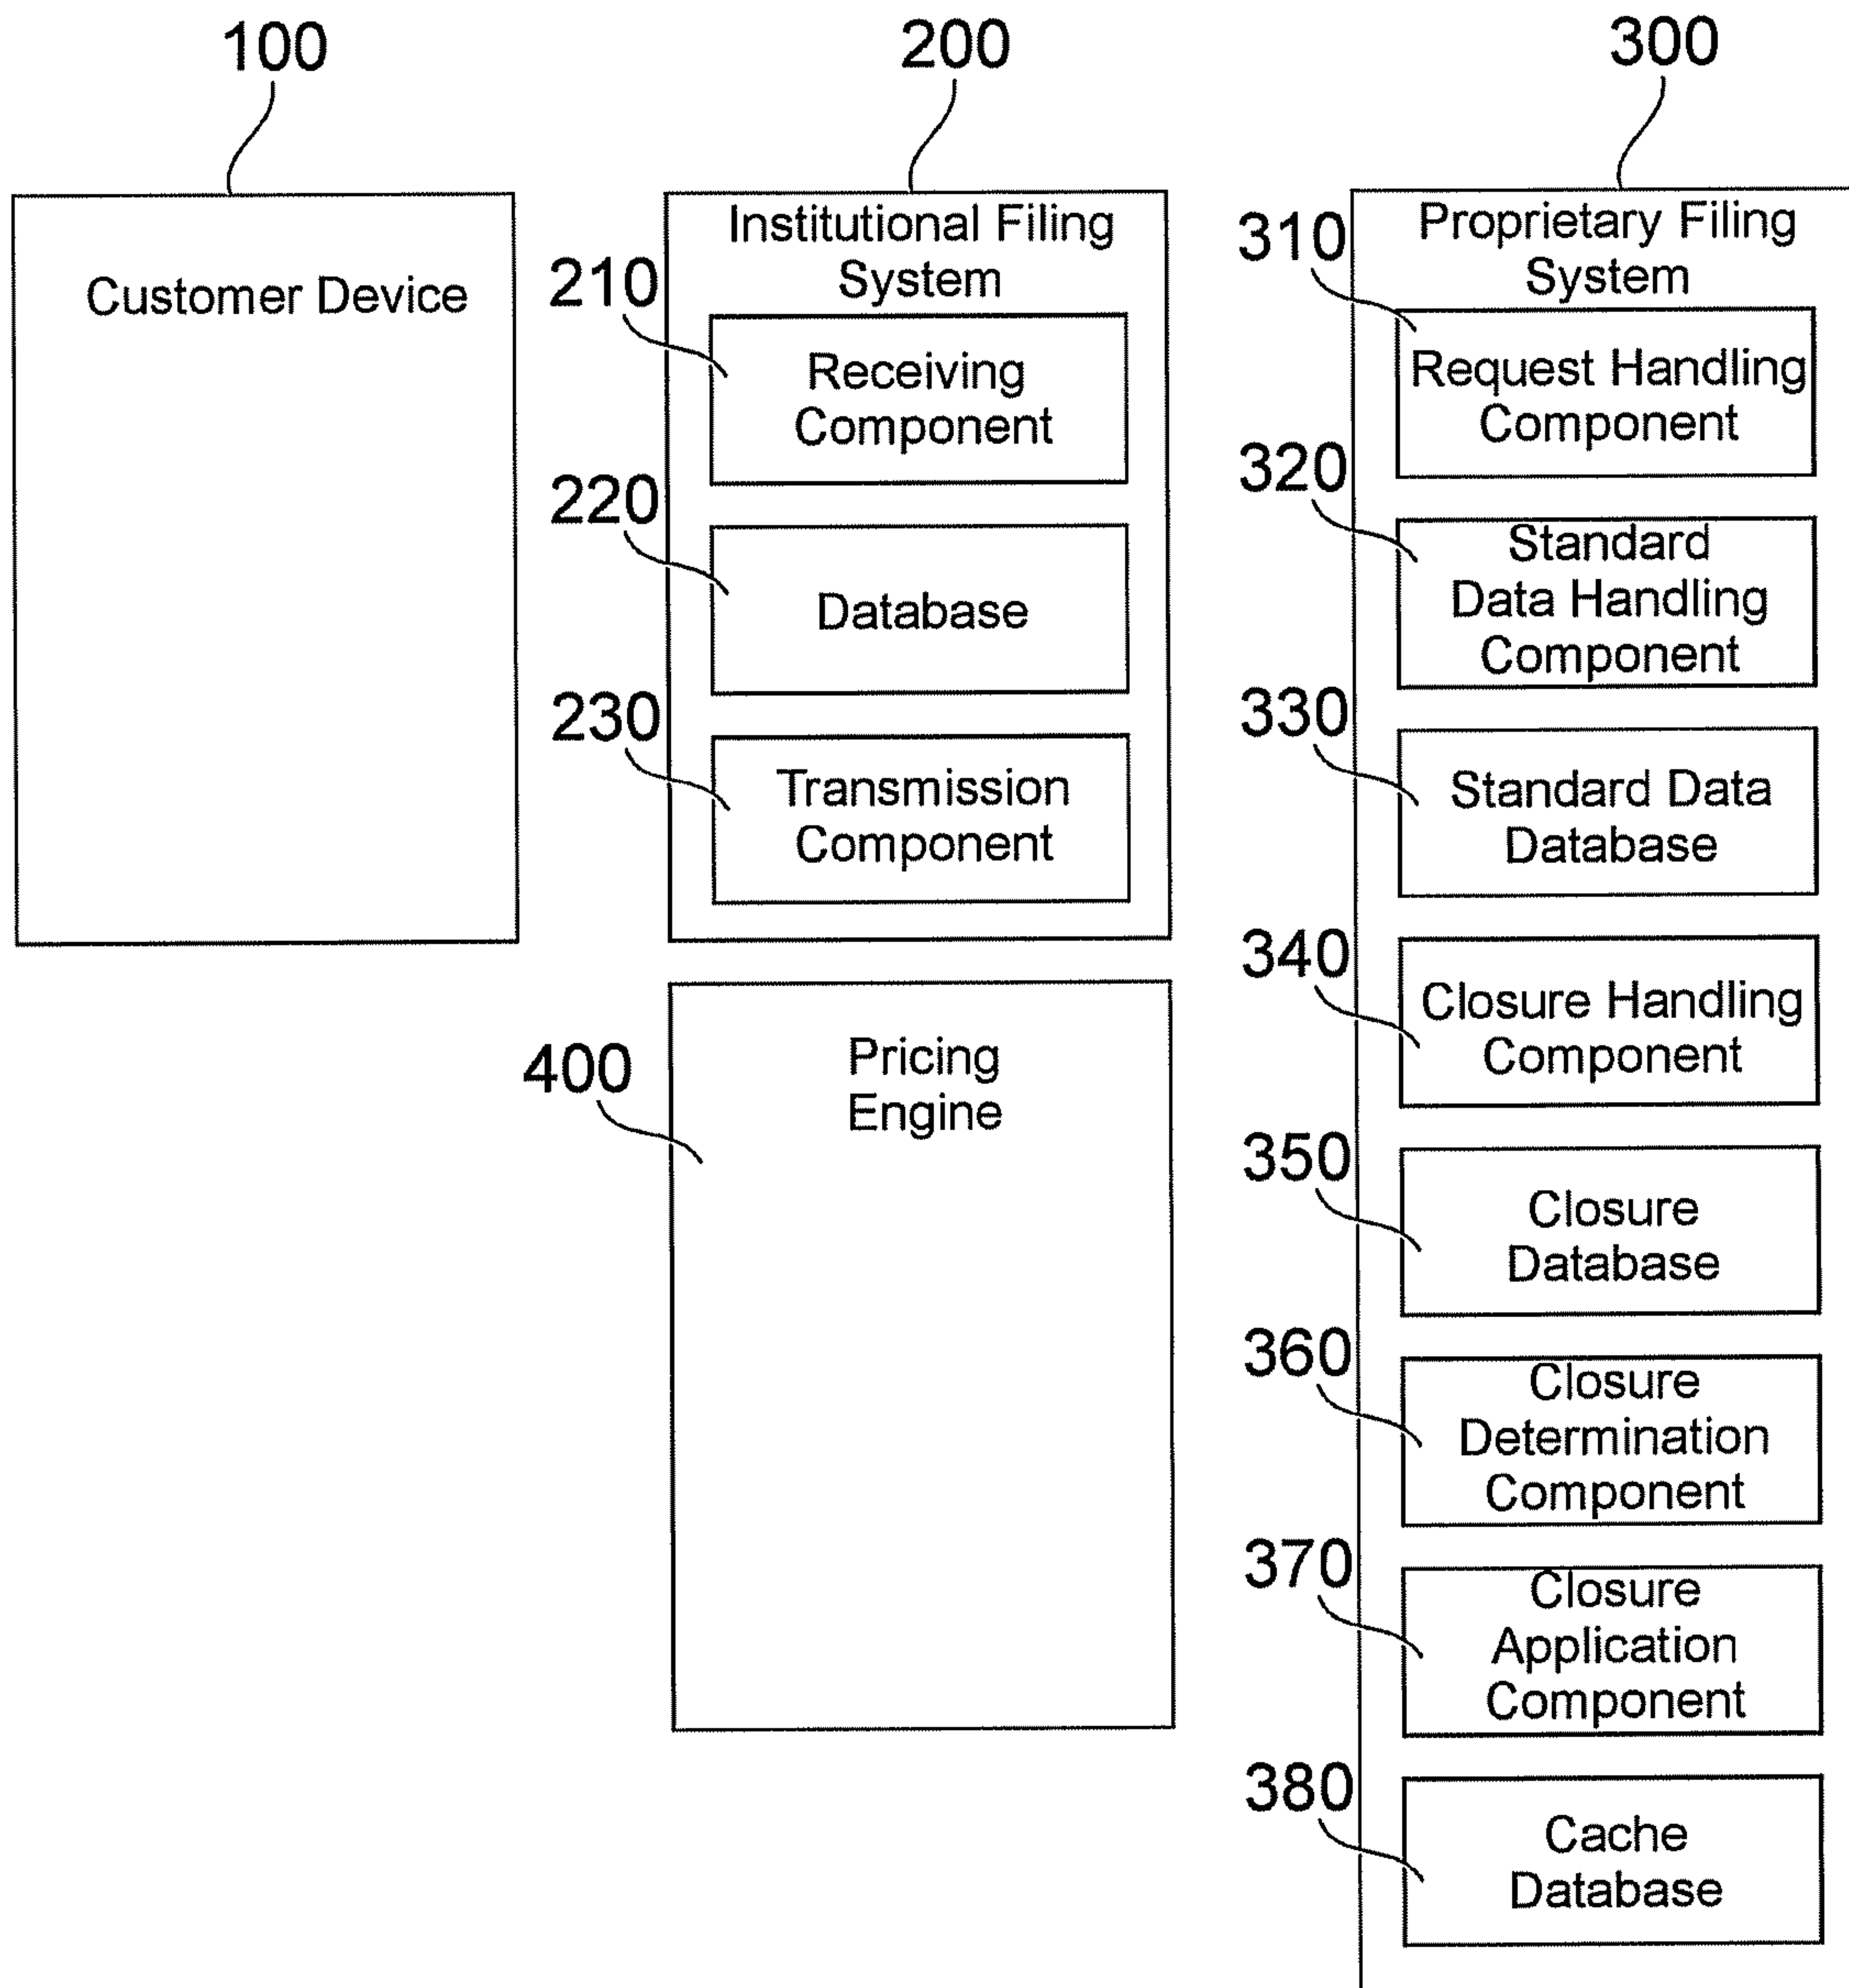 100
Customer Device
200
Institutional Filing
System
210
Receiving
Component
220
Database
230
Transmission
Component
400
Pricing
Engine
300
Proprietary Filing
System
310
Request Handling
Component
320
Standard
Data Handling
Component
330
Standard Data
Database
340
Closure Handling
Component
350
Closure
Database
360
Closure
Determination
Component
370
Closure
Application
Component
380
Cache
Database